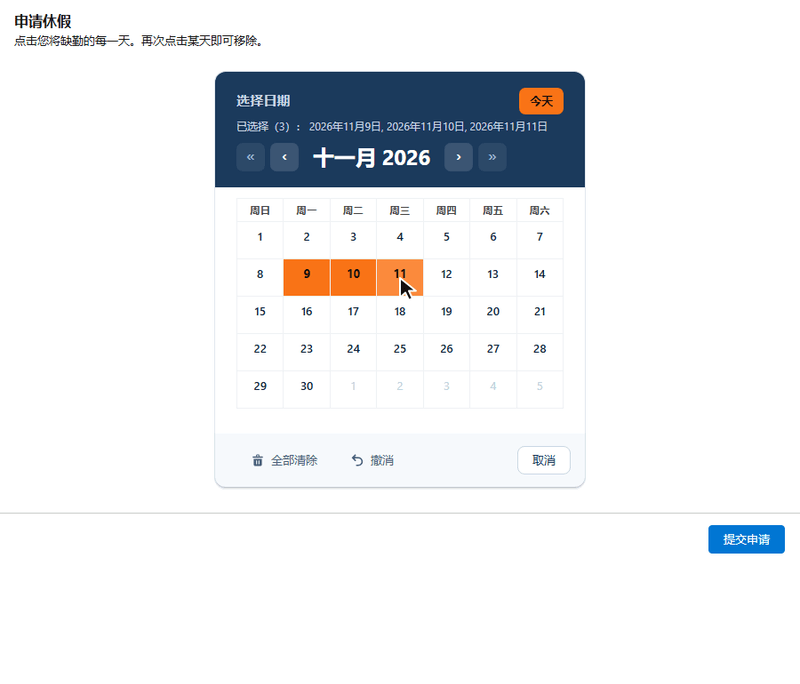 申请休假
点击您将缺勤的每一天。再次点击某天即可移除。
选择日期
今天
已选择（3）： 2026年11月9日, 2026年11月10日, 2026年11月11日
« ‹ 十一月 2026 › »
周日 周一 周二 周三 周四 周五 周六
1 2 3 4 5 6 7
8 9 10 11 12 13 14
15 16 17 18 19 20 21
22 23 24 25 26 27 28
29 30 1 2 3 4 5
全部清除 撤消 取消
提交申请